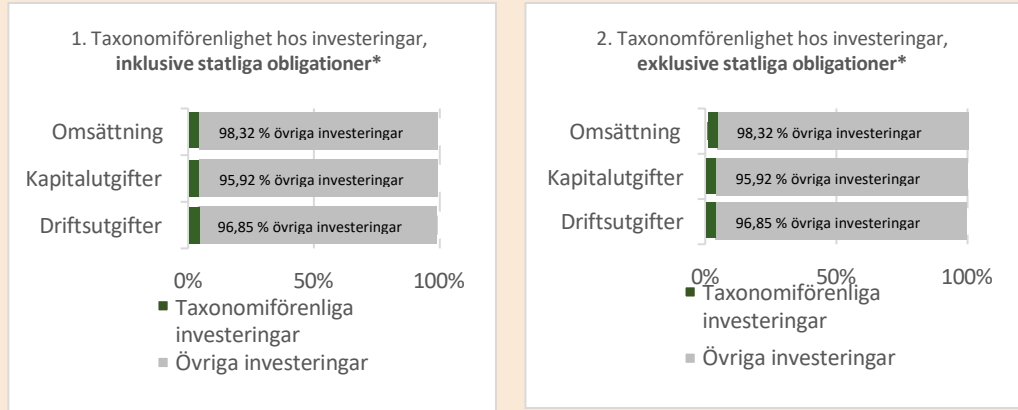 1. Taxonomiförenlighet hos investeringar,
inklusive statliga obligationer*
Omsättning
98,32 % övriga investeringar
Kapitalutgifter
95,92 % övriga investeringar
Driftsutgifter
96,85 % övriga investeringar
0% 50% 100%
Taxonomiförenliga
investeringar
Övriga investeringar
2. Taxonomförenlighet hos investeringar,
exklusive statliga obligationer*
Omsättning
98,32 % övriga investeringar
Kapitalutgifter
95,92 % övriga investeringar
Driftsutgifter
96,85 % övriga investeringar
0% 50% 100%
Taxonomiförenliga
investeringar
Övriga investeringar